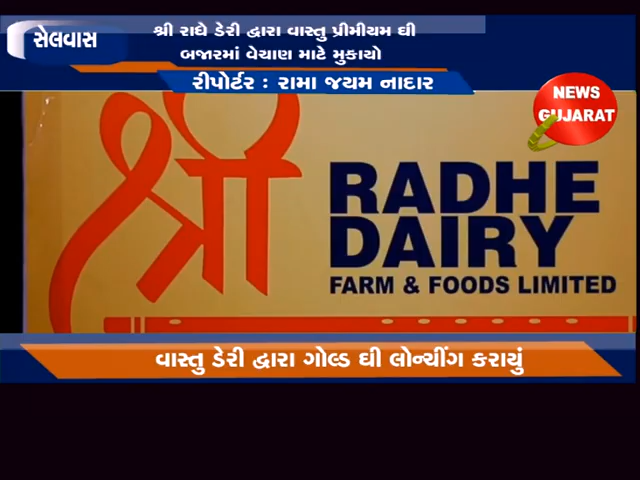 સેલવાસ
શ્રી રાધે ડેરી દ્વારા વાસ્તુ પ્રીમીયમ ઘી
બજારમાં વેચાણ માટે મુકાયો
રીપોર્ટર : રામા જયમ નાદાર
NEWS
GUJARAT
શ્રી
RADHE
DAIRY
FARM & FOODS LIMITED
વાસ્તુ ડેરી દ્વારા ગોલ્ડ ઘી લોન્ચીંગ કરાયું